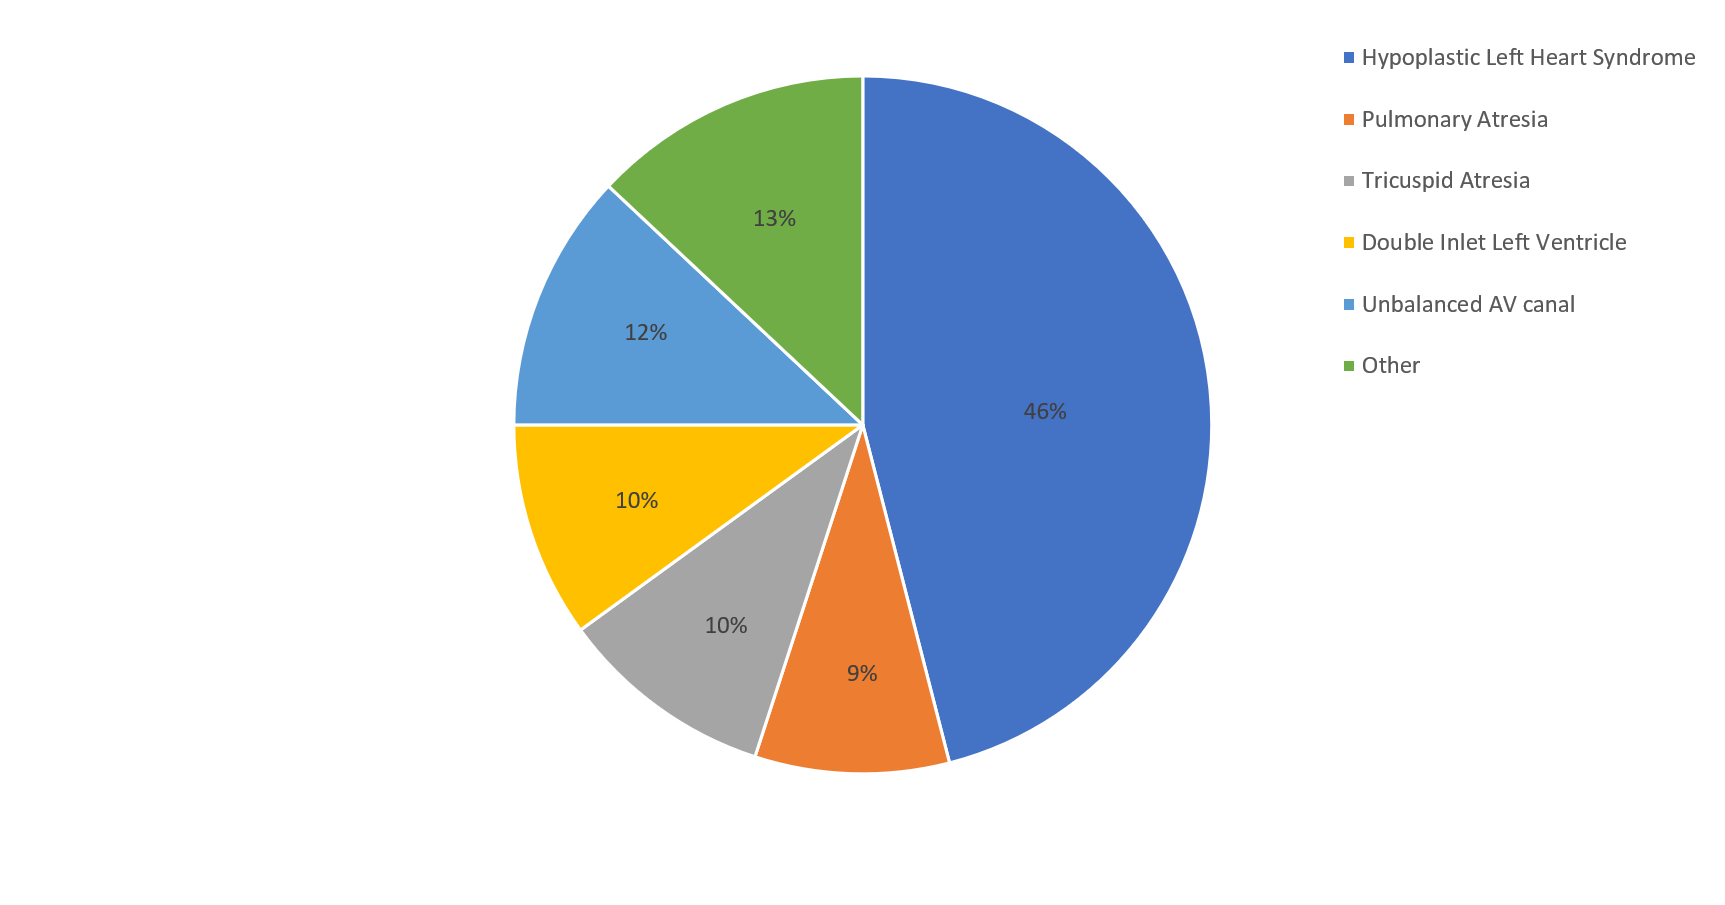 Hypoplastic Left Heart Syndrome
Pulmonary Atresia
Tricuspid Atresia
Double Inlet Left Ventricle
Unbalanced AV canal
Other
13%
12%
46%
10%
10%
9%